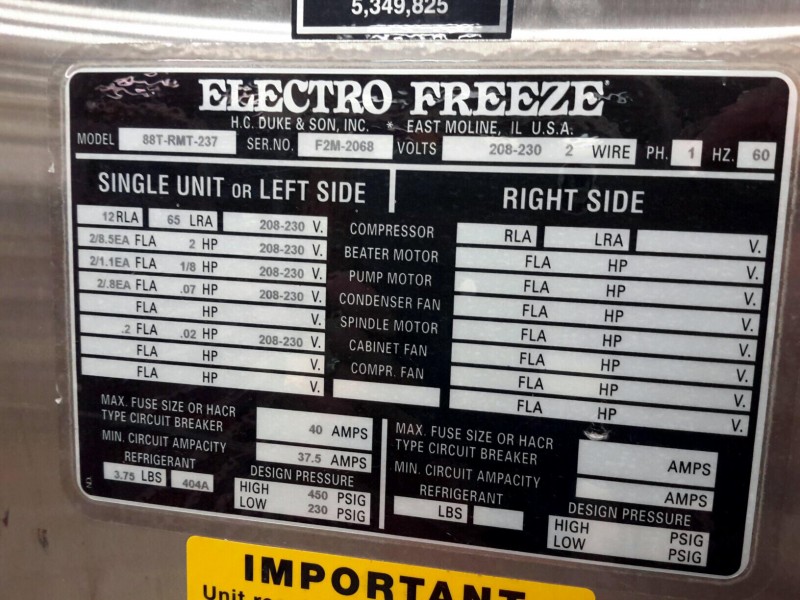 5,349,825
ELECTRO FREEZE
H.C. DUKE & SON, INC. * EAST MOLINE, IL U.S.A.
MODEL 88T-RMT-237 SER.NO. F2M-2068 VOLTS 208-230 2 WIRE PH. 1 HZ. 60
SINGLE UNIT OR LEFT SIDE RIGHT SIDE
12 RLA 65 LRA 208-230 V. COMPRESSOR RLA LRA V.
2/8.5EA FLA 2 HP 208-230 V. BEATER MOTOR FLA HP V.
2/1.1EA FLA 1/8 HP 208-230 V. PUMP MOTOR FLA HP V.
2/.8EA FLA .07 HP 208-230 V. CONDENSER FAN FLA HP V.
FLA HP V. SPINDLE MOTOR FLA HP V.
.2 FLA .02 HP 208-230 V. CABINET FAN FLA HP V.
FLA HP V. COMPR. FAN FLA HP V.
FLA HP V. FLA HP V.
MAX. FUSE SIZE OR HACR
TYPE CIRCUIT BREAKER 40 AMPS
MIN. CIRCUIT AMPACITY 37.5 AMPS
REFRIGERANT DESIGN PRESSURE
3.75 LBS 404A HIGH 450 PSIG
LOW 230 PSIG
MAX. FUSE SIZE OR HACR
TYPE CIRCUIT BREAKER AMPS
MIN. CIRCUIT AMPACITY AMPS
REFRIGERANT DESIGN PRESSURE
LBS HIGH PSIG
LOW PSIG
IMPORTANT